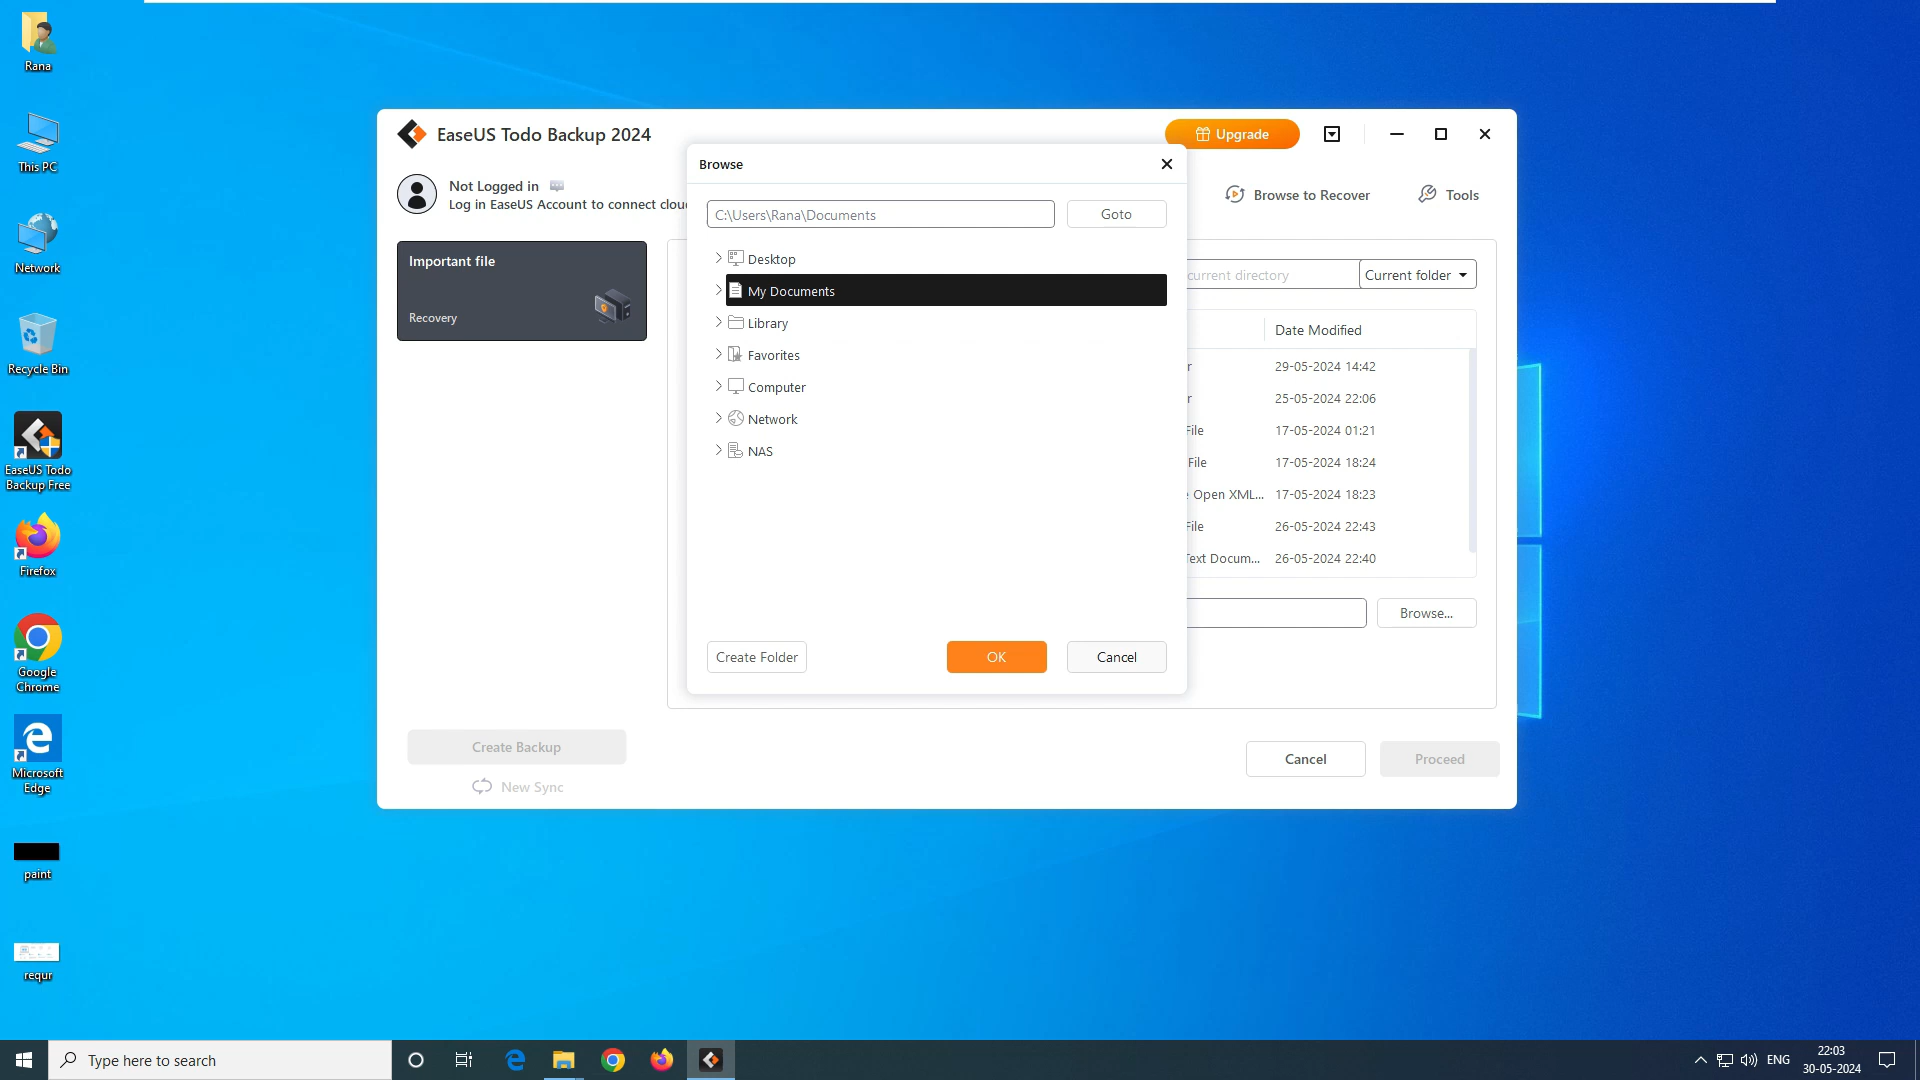 Rana
This PC
Network
Recycle Bin
EaseUS Todo
Backup Free
Firefox
Google
Chrome
Microsoft
Edge
paint
requr
EaseUS Todo Backup 2024
Upgrade
Not Logged in
Log in EaseUS Account to connect clou
Browse to Recover
Tools
Important file
Recovery
Browse
C:\Users\Rana\Documents
Goto
Desktop
My Documents
Library
Favorites
Computer
Network
NAS
Create Folder
OK
Cancel
current directory
Current folder
Date Modified
r 29-05-2024 14:42
r 25-05-2024 22:06
File 17-05-2024 01:21
File 17-05-2024 18:24
e Open XML... 17-05-2024 18:23
File 26-05-2024 22:43
Text Docum... 26-05-2024 22:40
Browse...
Create Backup
New Sync
Cancel
Proceed
Type here to search
ENG
22:03
30-05-2024